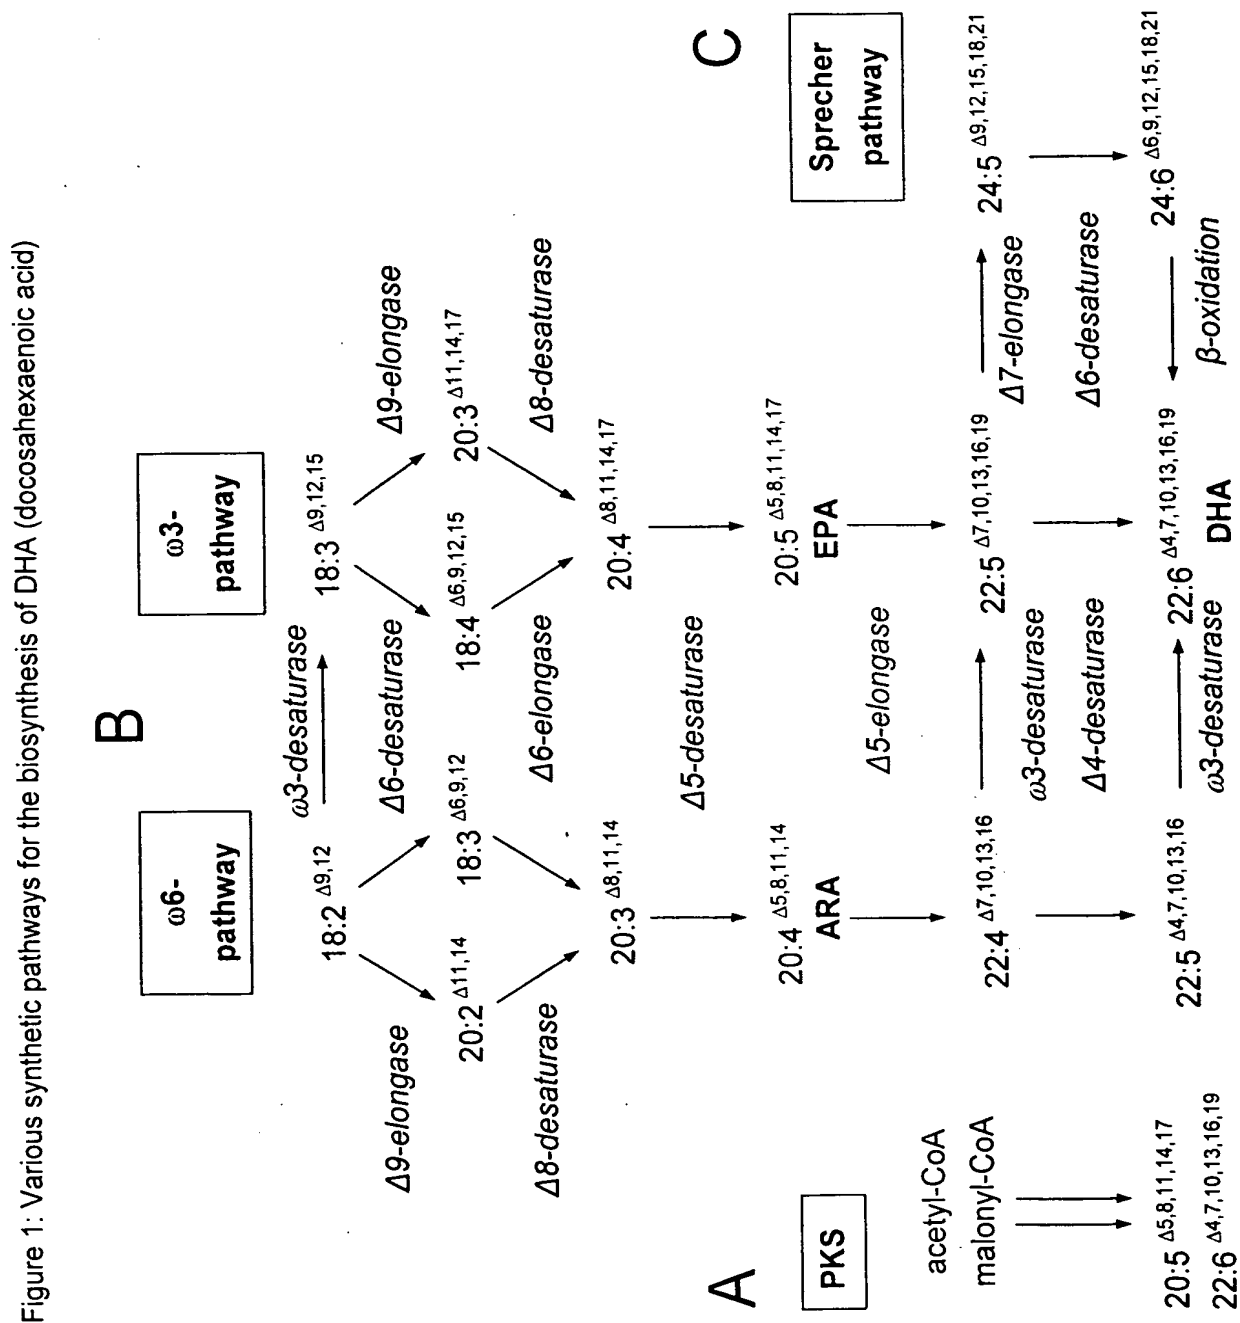 Figure 1: Various synthetic pathways for the biosynthesis of DHA (docosahexaenoic acid)
B
ω6-
pathway
ω3-
pathway
18:2 Δ9,12
ω3-desaturase
18:3 Δ9,12,15
Δ9-elongase
Δ6-desaturase
Δ9-elongase
20:2 Δ11,14
18:3 Δ6,9,12
18:4 Δ6,9,12,15
20:3 Δ11,14,17
Δ8-desaturase
Δ6-elongase
Δ8-desaturase
20:3 Δ8,11,14
20:4 Δ8,11,14,17
Δ5-desaturase
A
C
PKS
20:4 Δ5,8,11,14
ARA
20:5 Δ5,8,11,14,17
EPA
Sprecher
pathway
Δ5-elongase
acetyl-CoA
malonyl-CoA
22:4 Δ7,10,13,16
22:5 Δ7,10,13,16,19
24:5 Δ9,12,15,18,21
ω3-desaturase
Δ7-elongase
Δ4-desaturase
Δ6-desaturase
20:5 Δ5,8,11,14,17
22:6 Δ4,7,10,13,16,19
22:5 Δ4,7,10,13,16
22:6 Δ4,7,10,13,16,19
24:6 Δ6,9,12,15,18,21
ω3-desaturase
DHA
β-oxidation